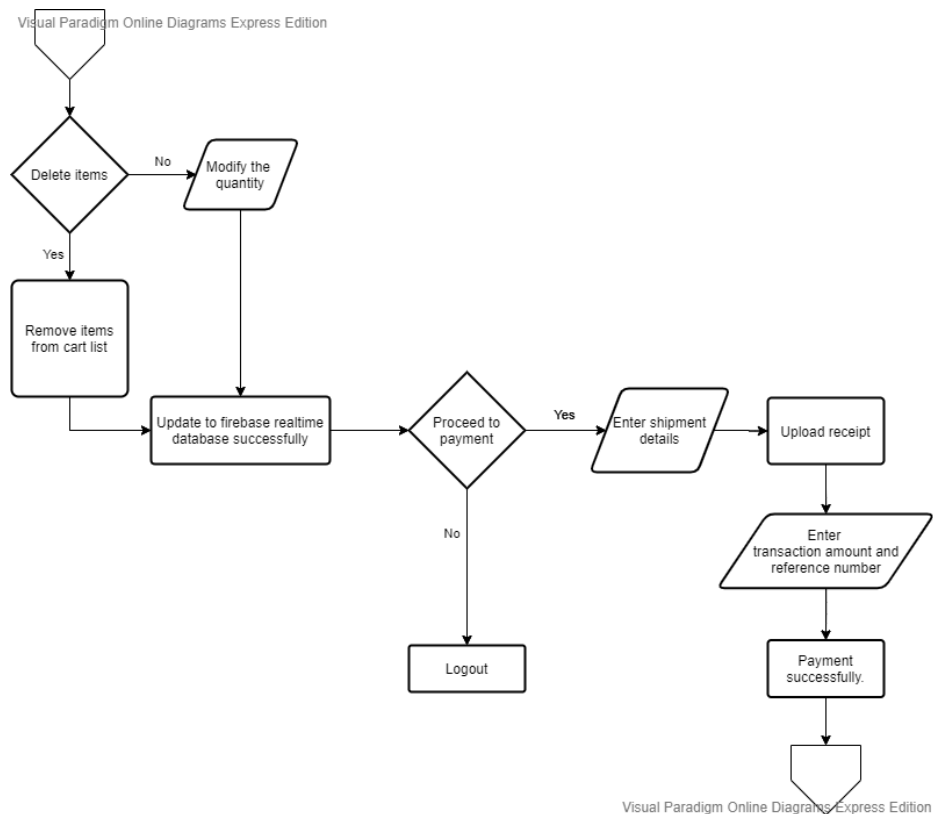 Visual Paradigm Online Diagrams Express Edition
Delete items
No
Modify the
quantity
Yes
Remove items
from cart list
Update to firebase realtime
database successfully
Proceed to
payment
Yes
Enter shipment
details
Upload receipt
No
Enter
transaction amount and
reference number
Logout
Payment
successfully.
Visual Paradigm Online Diagrams Express Edition